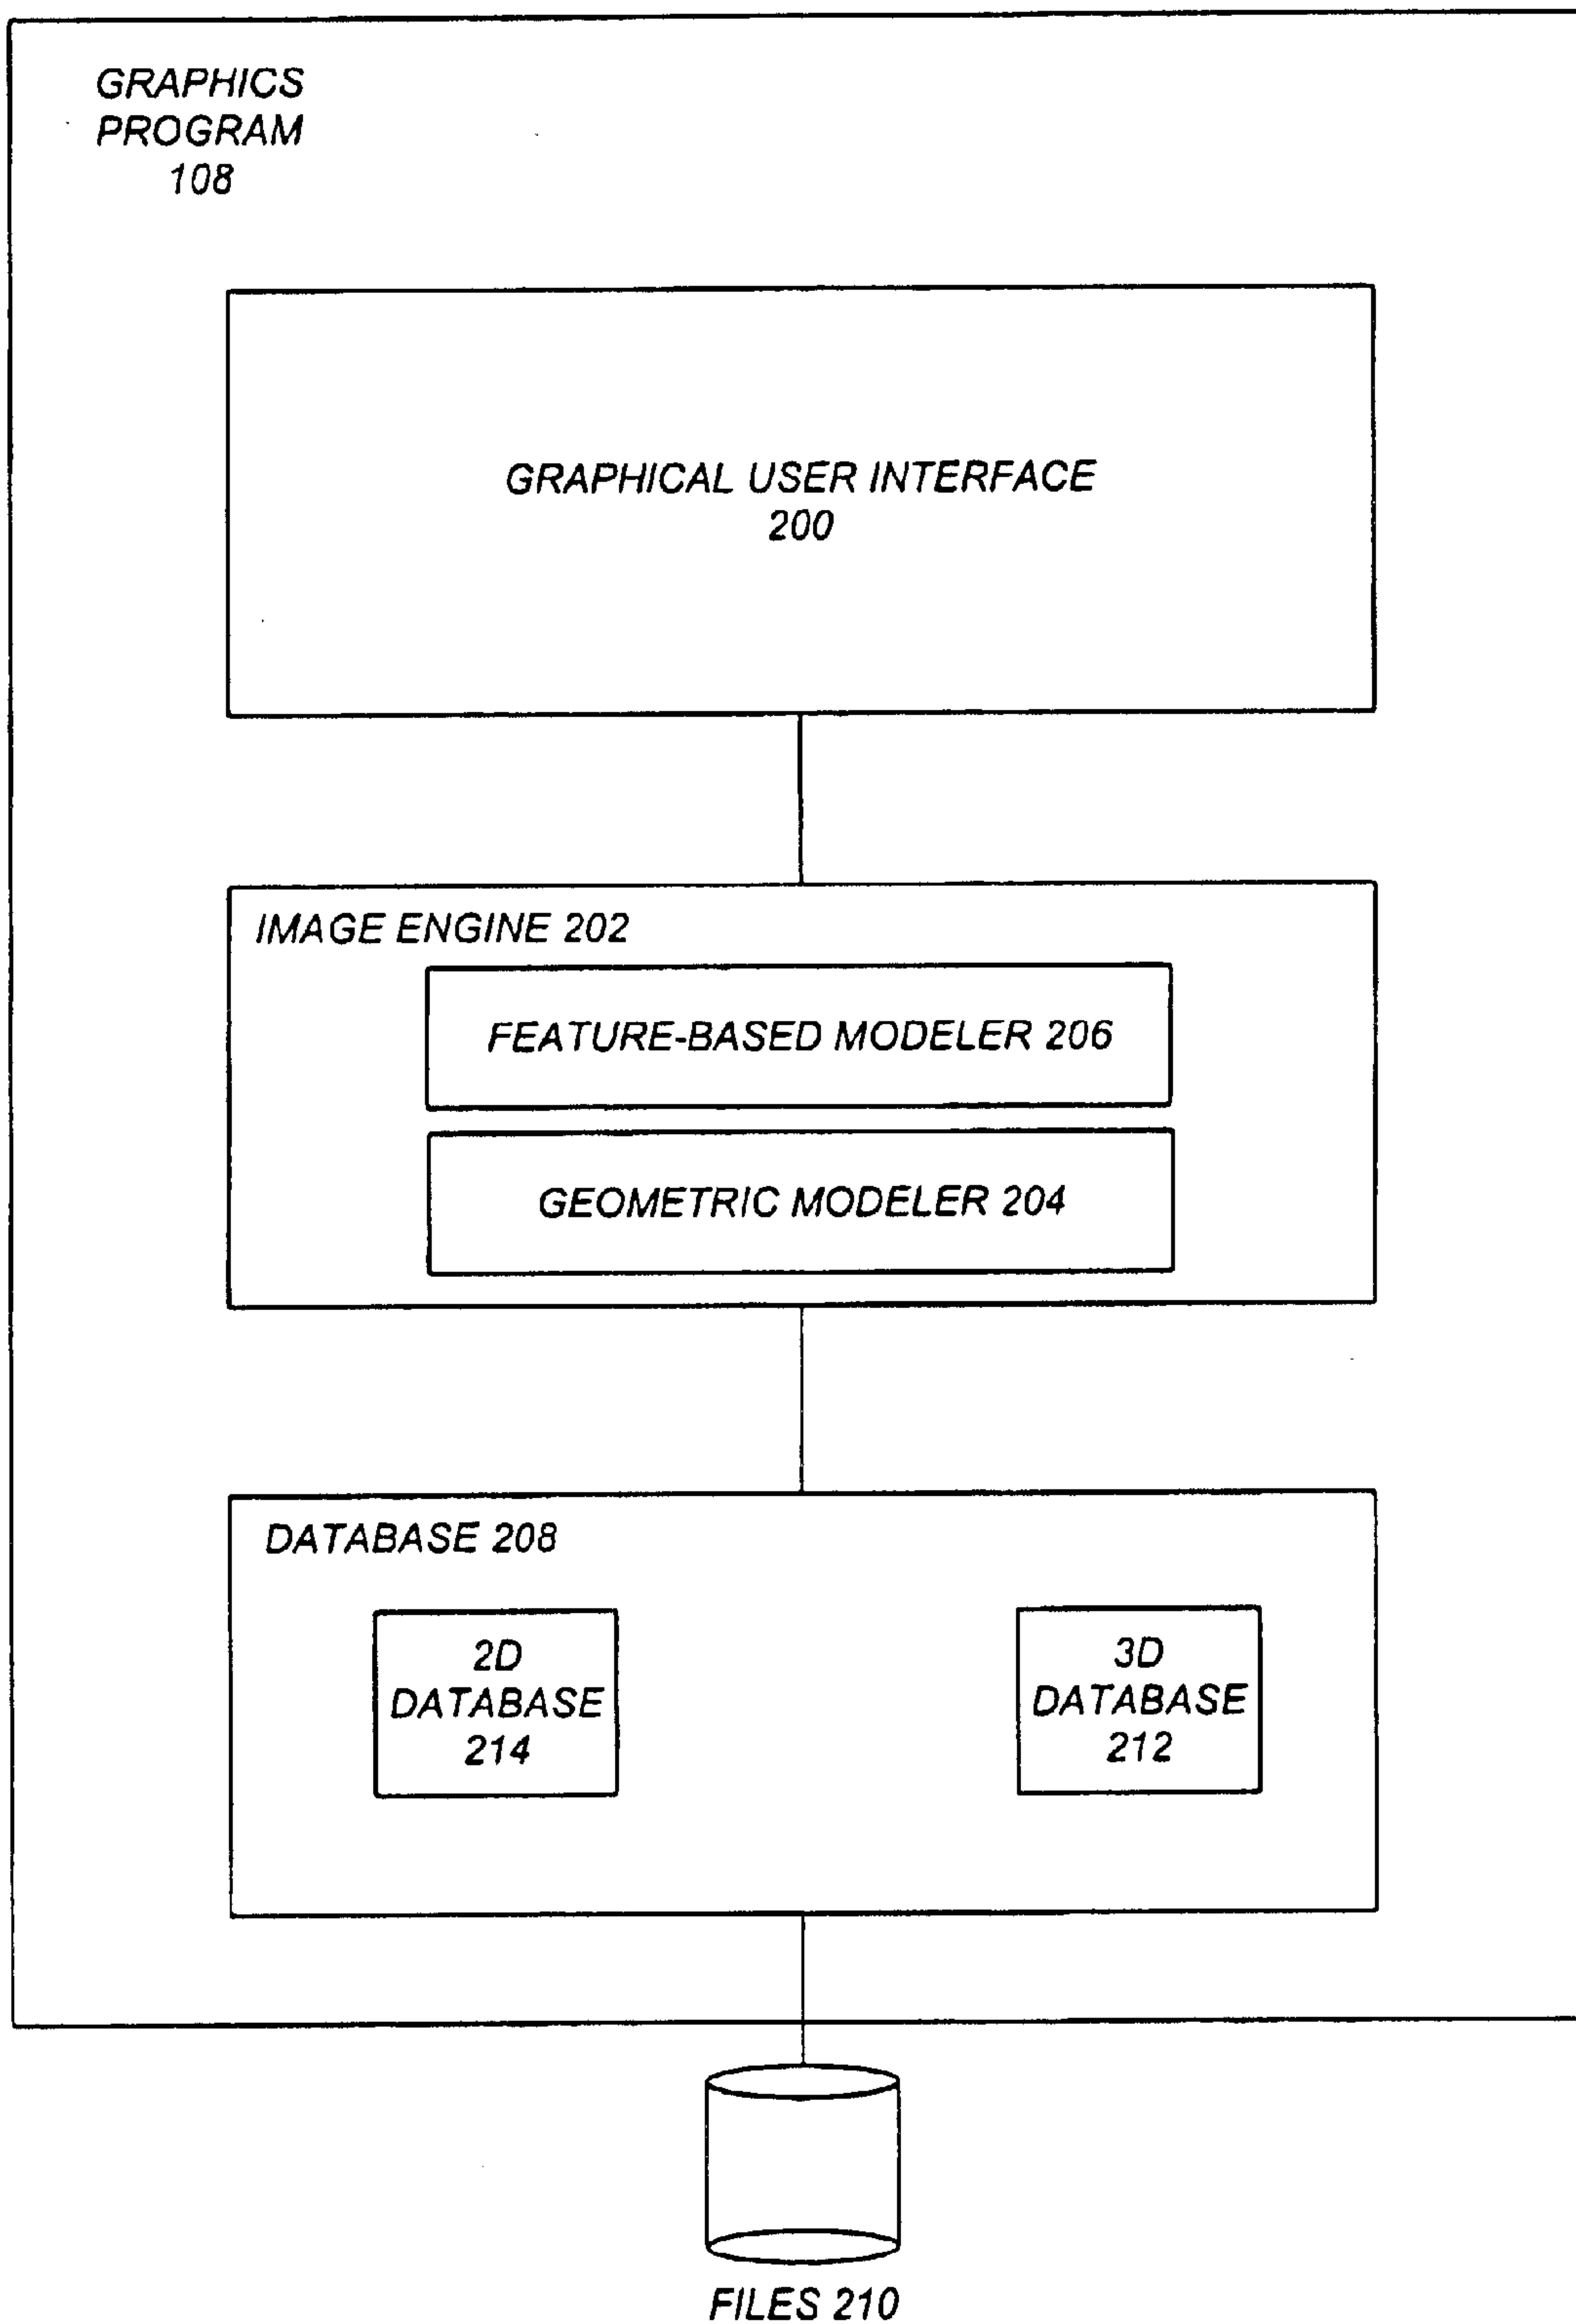 GRAPHICS
PROGRAM
108
GRAPHICAL USER INTERFACE
200
IMAGE ENGINE 202
FEATURE-BASED MODELER 206
GEOMETRIC MODELER 204
DATABASE 208
2D
DATABASE
214
3D
DATABASE
212
FILES 210